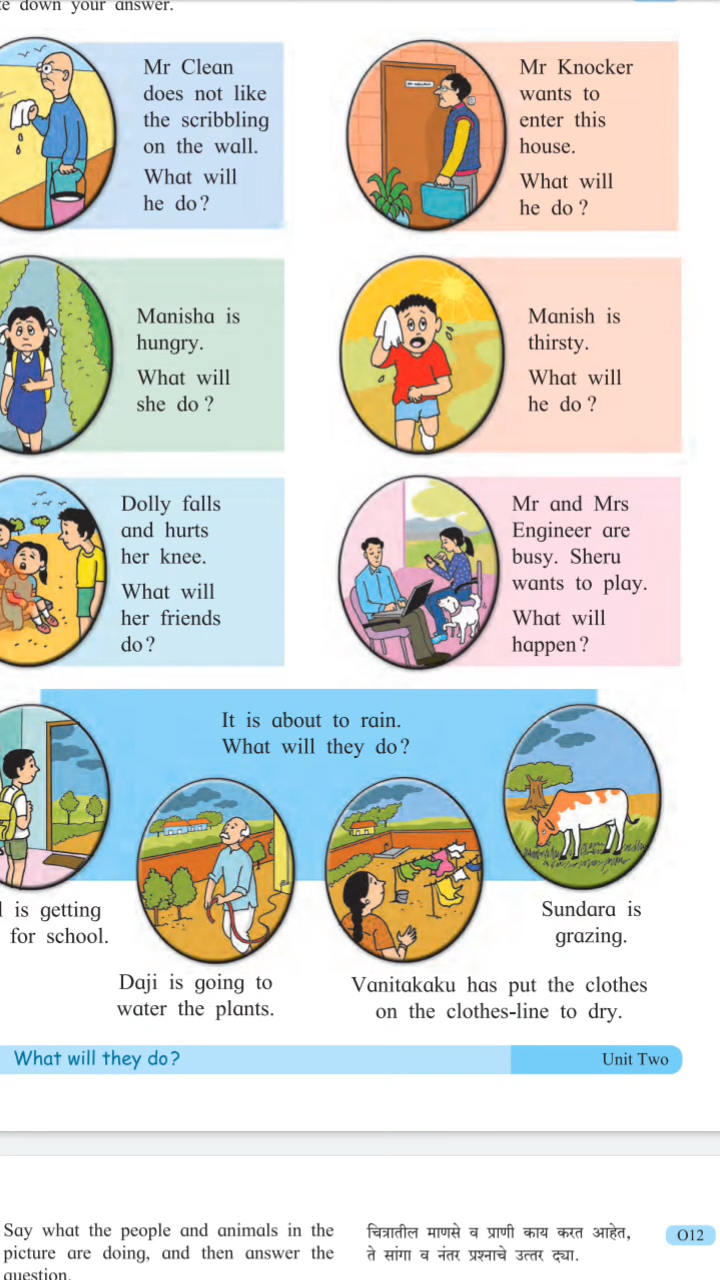 down your answer.
Mr Clean
does not like
the scribbling
on the wall.
What will
he do?
Mr Knocker
wants to
enter this
house.
What will
he do?
Manisha is
hungry.
What will
she do?
Manish is
thirsty.
What will
he do?
Dolly falls
and hurts
her knee.
What will
her friends
do?
Mr and Mrs
Engineer are
busy. Sheru
wants to play.
What will
happen?
It is about to rain.
What will they do?
is getting
for school.
Daji is going to
water the plants.
Vanitakaku has put the clothes
on the clothes-line to dry.
Sundara is
grazing.
What will they do?
Unit Two
Say what the people and animals in the
picture are doing, and then answer the
question.
चित्रातील माणसे व प्राणी काय करत आहेत,
ते सांगा व नंतर प्रश्नाचे उत्तर द्या.
O12